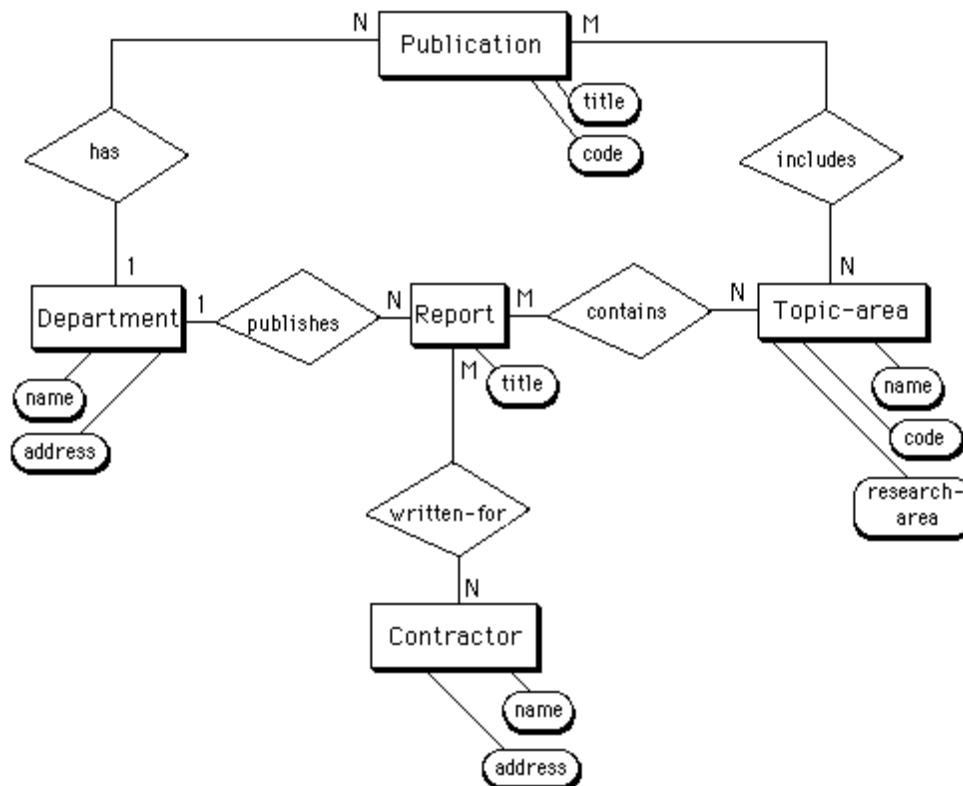 N
Publication
M
title
code
has
includes
1
N
Department
1
publishes
N
Report
M
contains
N
Topic-area
M
title
name
address
name
code
research-
area
written-for
N
Contractor
name
address